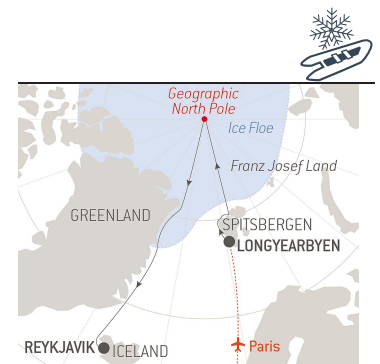 Geographic
North Pole
Ice Floe
Franz Josef Land
GREENLAND
SPITSBERGEN
LONGYEARBYEN
REYKJAVIK
ICELAND
Paris